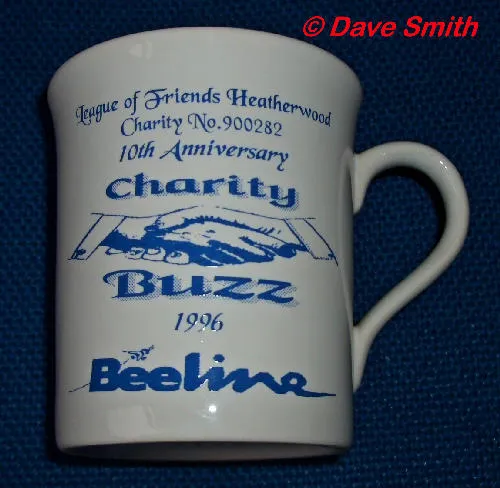 © Dave Smith
League of Friends Heatherwood
Charity No.900282
10th Anniversary
Charity
Buzz
1996
Beeline